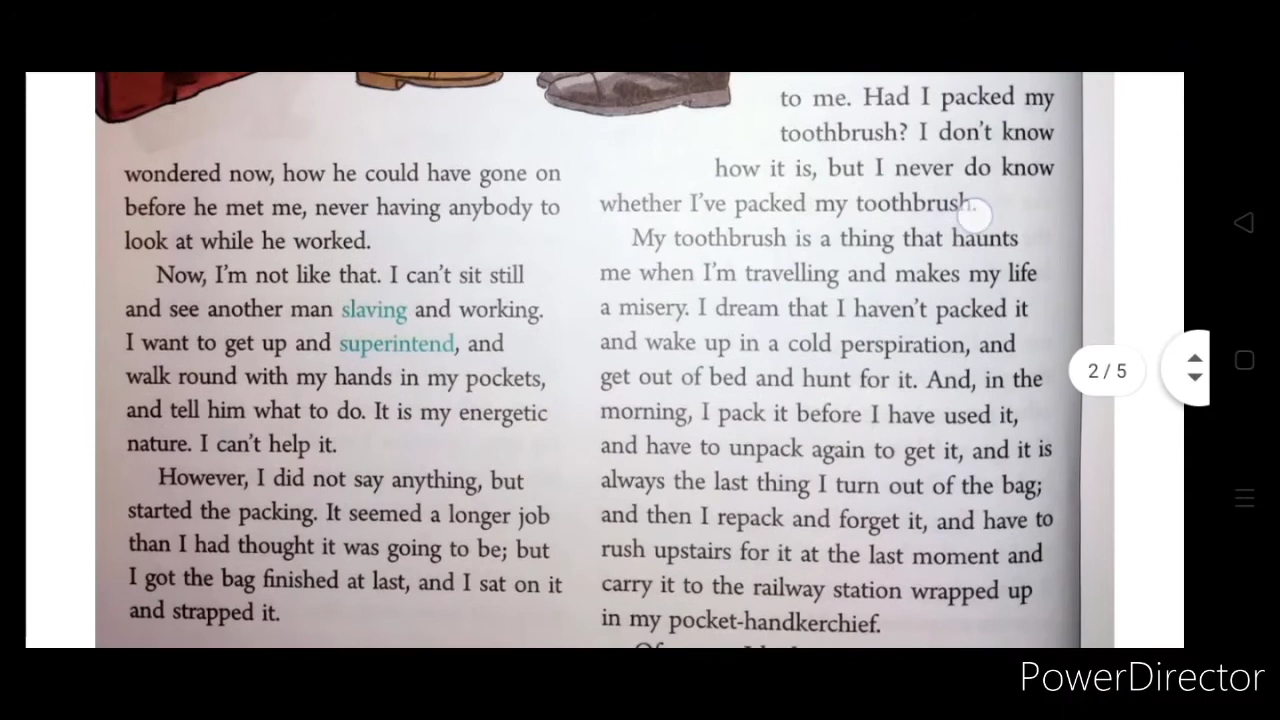 wondered now, how he could have gone on
before he met me, never having anybody to
look at while he worked.
Now, I'm not like that. I can't sit still
and see another man slaving and working.
I want to get up and superintend, and
walk round with my hands in my pockets,
and tell him what to do. It is my energetic
nature. I can't help it.
However, I did not say anything, but
started the packing. It seemed a longer job
than I had thought it was going to be; but
I got the bag finished at last, and I sat on it
and strapped it.
to me. Had I packed my
toothbrush? I don't know
how it is, but I never do know
whether I've packed my toothbrush.
My toothbrush is a thing that haunts
me when I'm travelling and makes my life
a misery. I dream that I haven't packed it
and wake up in a cold perspiration, and
get out of bed and hunt for it. And, in the
morning, I pack it before I have used it,
and have to unpack again to get it, and it is
always the last thing I turn out of the bag;
and then I repack and forget it, and have to
rush upstairs for it at the last moment and
carry it to the railway station wrapped up
in my pocket-handkerchief.
2 / 5
PowerDirector